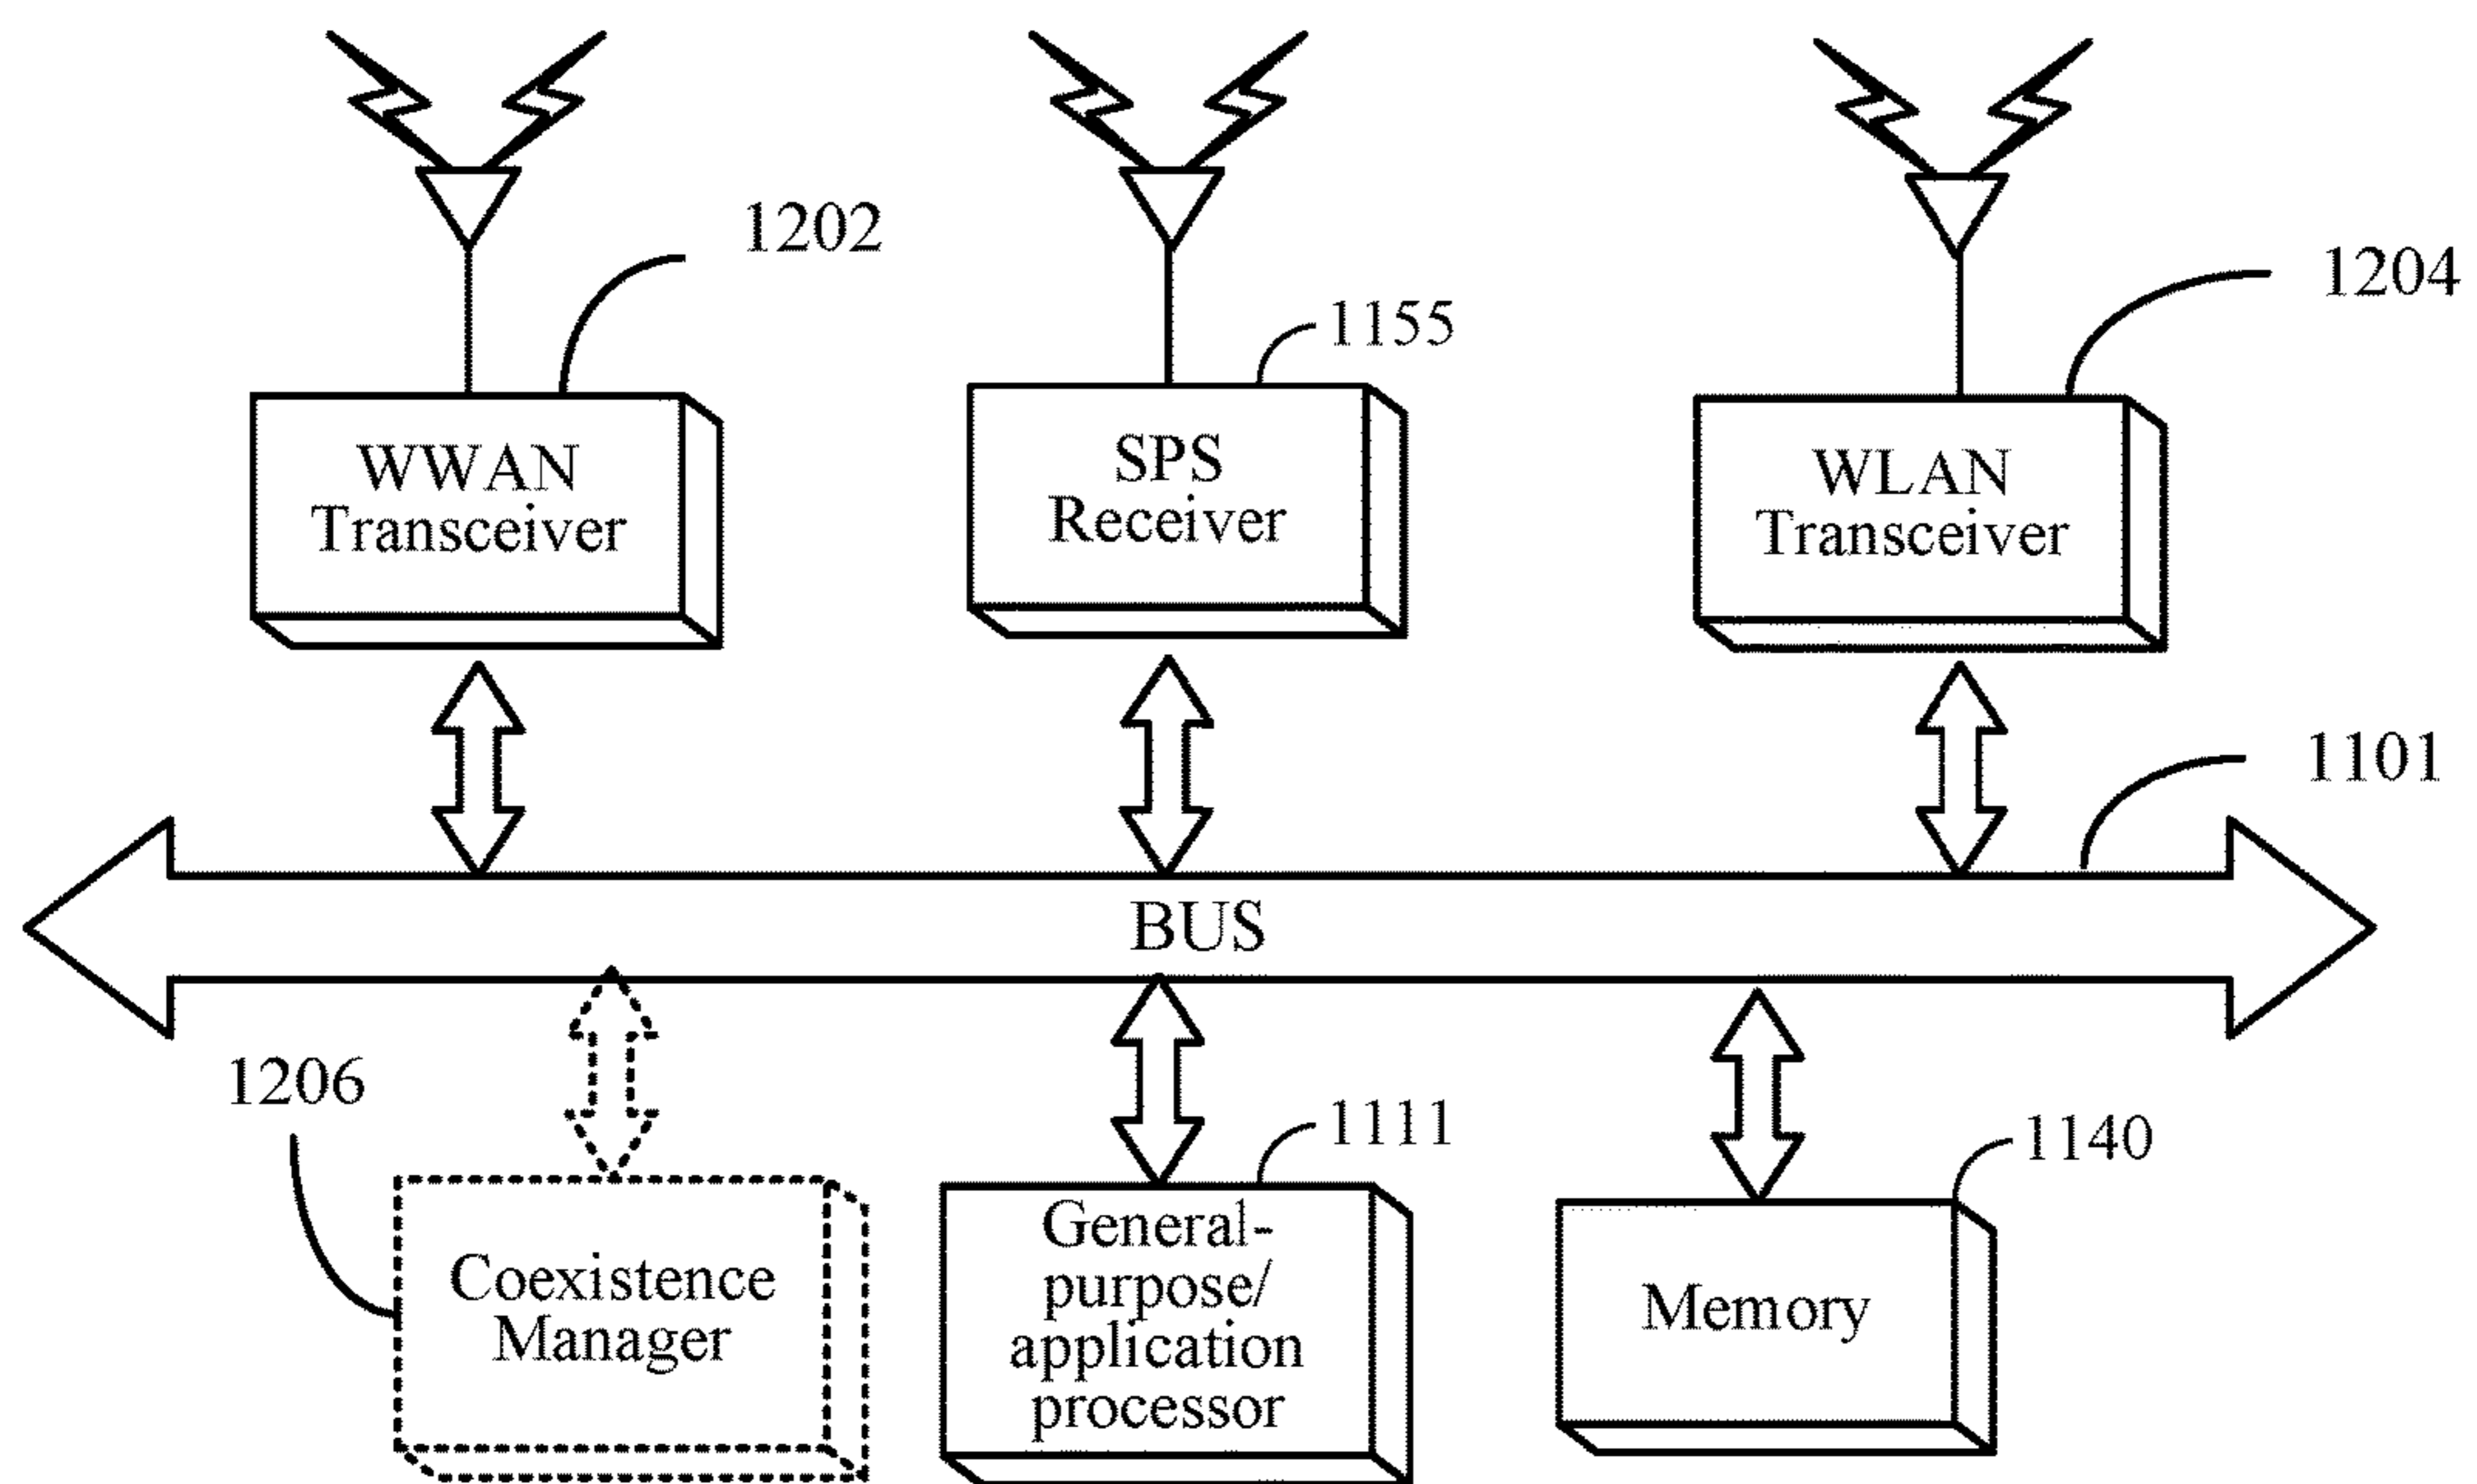 1202
1155
1204
WWAN
Transceiver
SPS
Receiver
WLAN
Transceiver
1101
BUS
1206
1111
1140
Coexistence
Manager
General-
purpose/
application
processor
Memory